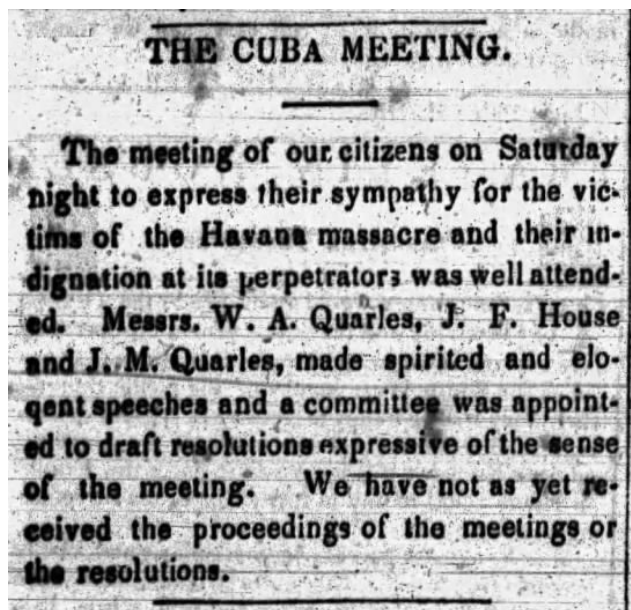 THE CUBA MEETING.
The meeting of our citizens on Saturday
night to express their sympathy for the vic-
tims of the Havana massacre and their in-
dignation at its perpetrators was well attend-
ed. Messrs. W. A. Quarles, J. F. House
and J. M. Quarles, made spirited and elo-
qent speeches and a committee was appoint-
ed to draft resolutions expressive of the sense
of the meeting. We have not as yet re-
ceived the proceedings of the meetings or
the resolutions.